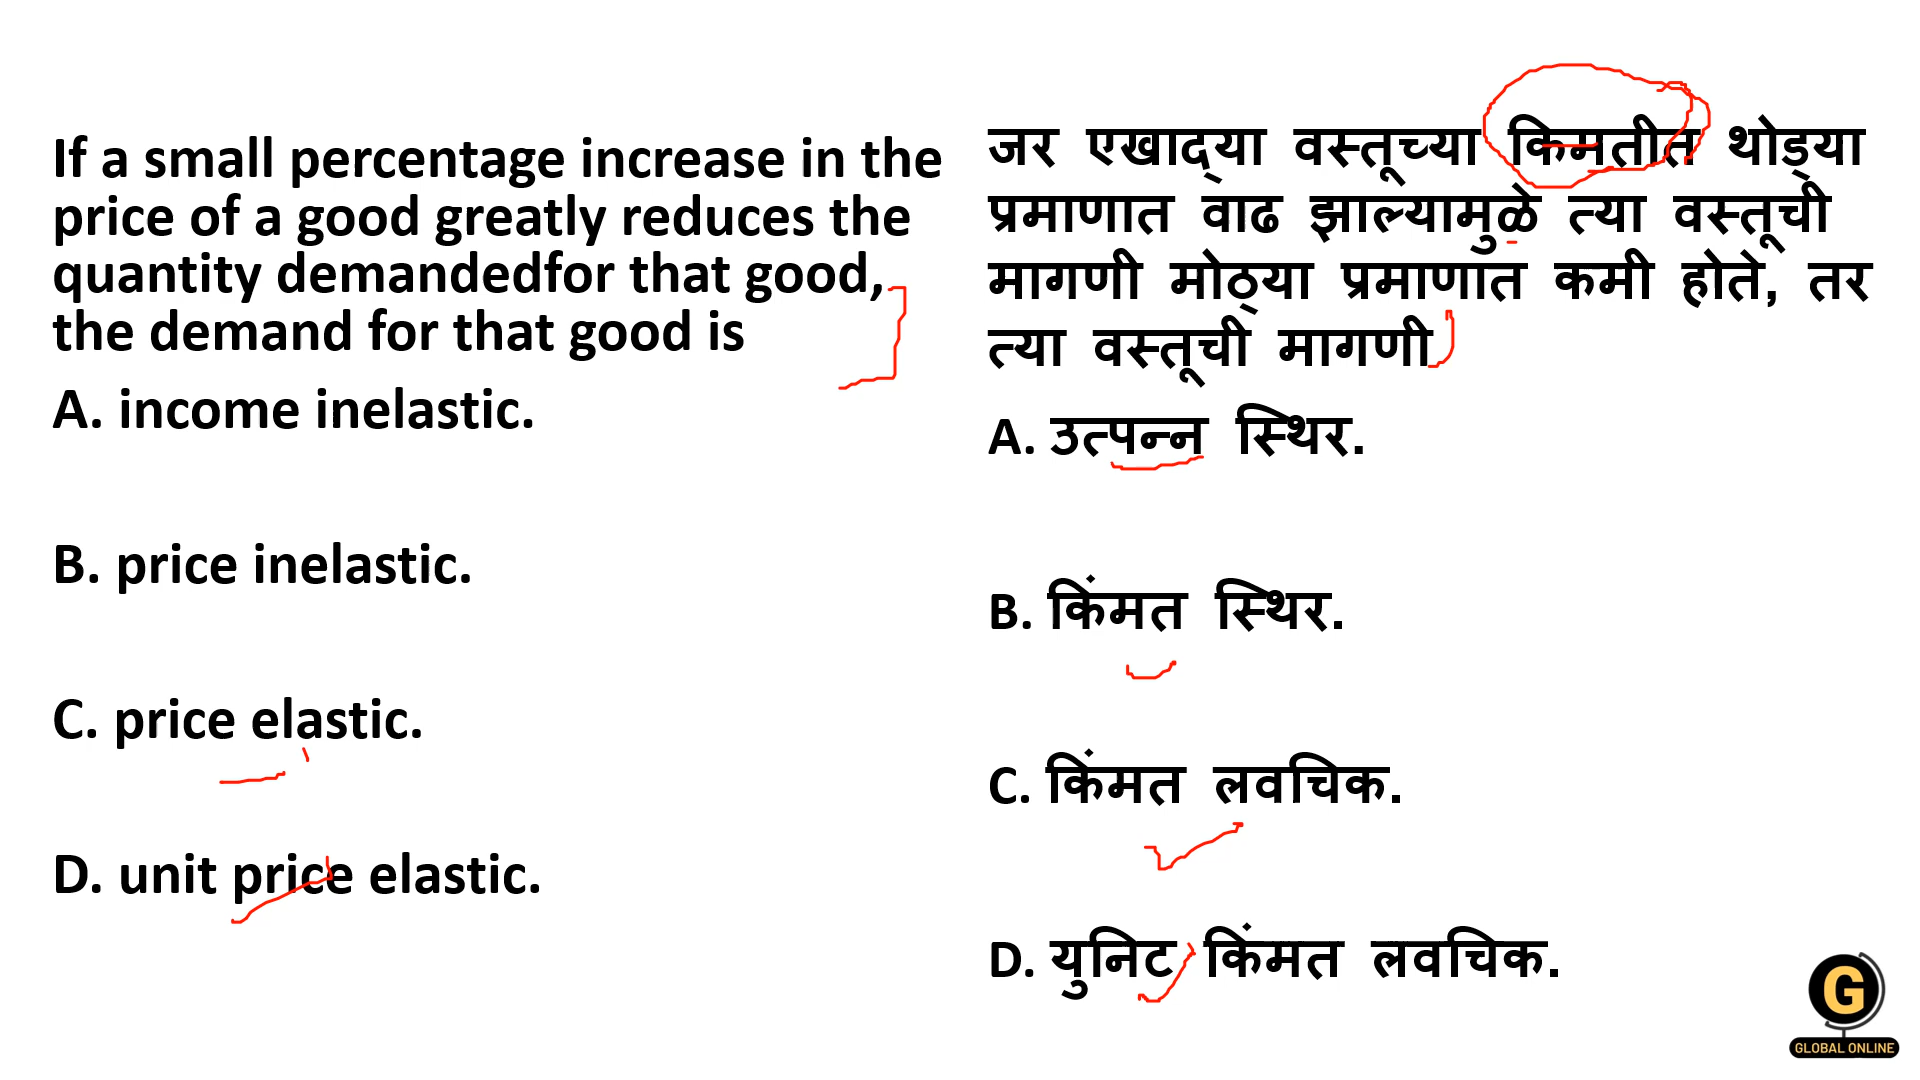 If a small percentage increase in the
price of a good greatly reduces the
quantity demandedfor that good,
the demand for that good is
A. income inelastic.
B. price inelastic.
C. price elastic.
D. unit price elastic.
जर एखाद्‌या वस्तूच्या किमतीत थोड्‌या
प्रमाणात वाढ झाल्यामुळे त्या वस्तूची
मागणी मोठ्‌या प्रमाणात कमी होते, तर
त्या वस्तूची मागणी
A. उत्पन्न स्थिर.
B. किंमत स्थिर.
C. किंमत लवचिक.
D. युनिट किंमत लवचिक.
G
GLOBAL ONLINE